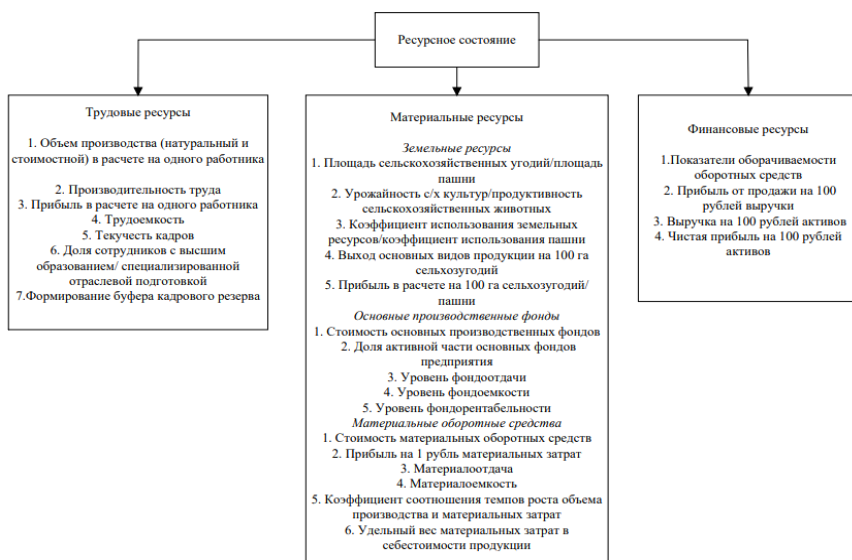 Ресурсное состояние
Трудовые ресурсы
1. Объем производства (натуральный и
стоимостной) в расчете на одного работника
2. Производительность труда
3. Прибыль в расчете на одного работника
4. Трудоемкость
5. Текучесть кадров
6. Доля сотрудников с высшим
образованием/ специализированной
отраслевой подготовкой
7.Формирование буфера кадрового резерва
Материальные ресурсы
Земельные ресурсы
1. Площадь сельскохозяйственных угодий/площадь
пашни
2. Урожайность с/х культур/продуктивность
сельскохозяйственных животных
3. Коэффициент использования земельных
ресурсов/коэффициент использования пашни
4. Выход основных видов продукции на 100 га
сельхозугодий
5. Прибыль в расчете на 100 га сельхозугодий/
пашни
Основные производственные фонды
1. Стоимость основных производственных фондов
2. Доля активной части основных фондов
предприятия
3. Уровень фондоотдачи
4. Уровень фондоемкости
5. Уровень фондорентабельности
Материальные оборотные средства
1. Стоимость материальных оборотных средств
2. Прибыль на 1 рубль материальных затрат
3. Материалоотдача
4. Материалоемкость
5. Коэффициент соотношения темпов роста объема
производства и материальных затрат
6. Удельный вес материальных затрат в
себестоимости продукции
Финансовые ресурсы
1.Показатели оборачиваемости
оборотных средств
2. Прибыль от продажи на 100
рублей выручки
3. Выручка на 100 рублей активов
4. Чистая прибыль на 100 рублей
активов